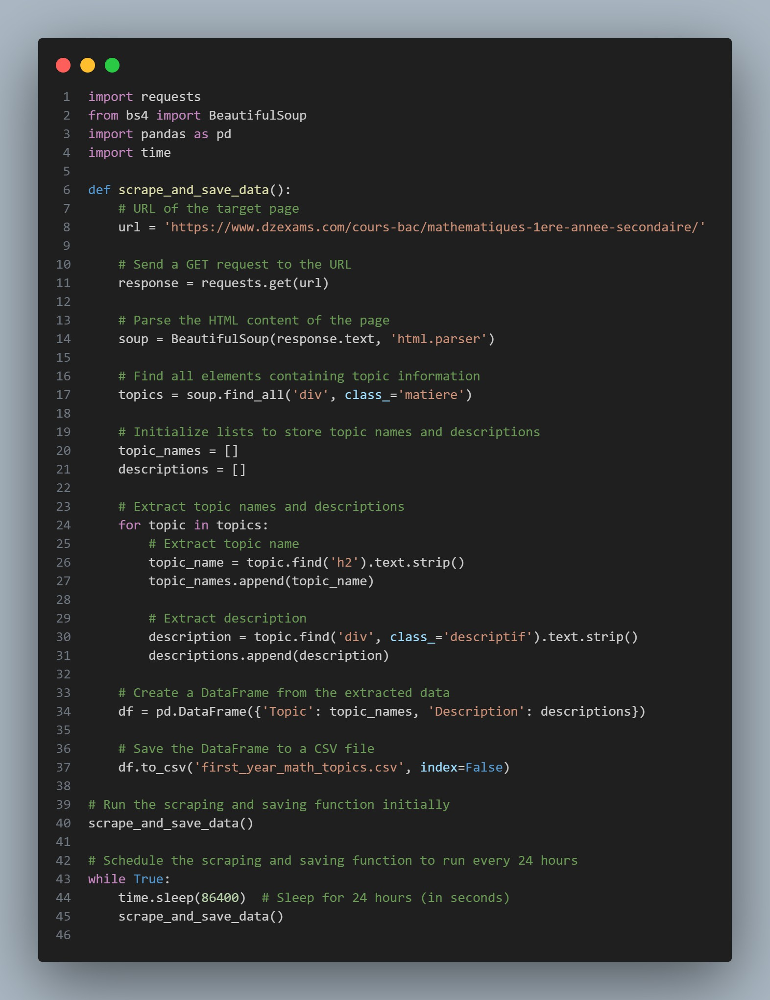 1 import requests
2 from bs4 import BeautifulSoup
3 import pandas as pd
4 import time
5
6 def scrape_and_save_data():
7     # URL of the target page
8     url = 'https://www.dzexams.com/cours-bac/mathematiques-1ere-annee-secondaire/'
9
10     # Send a GET request to the URL
11     response = requests.get(url)
12
13     # Parse the HTML content of the page
14     soup = BeautifulSoup(response.text, 'html.parser')
15
16     # Find all elements containing topic information
17     topics = soup.find_all('div', class_='matiere')
18
19     # Initialize lists to store topic names and descriptions
20     topic_names = []
21     descriptions = []
22
23     # Extract topic names and descriptions
24     for topic in topics:
25         # Extract topic name
26         topic_name = topic.find('h2').text.strip()
27         topic_names.append(topic_name)
28
29         # Extract description
30         description = topic.find('div', class_='descriptif').text.strip()
31         descriptions.append(description)
32
33     # Create a DataFrame from the extracted data
34     df = pd.DataFrame({'Topic': topic_names, 'Description': descriptions})
35
36     # Save the DataFrame to a CSV file
37     df.to_csv('first_year_math_topics.csv', index=False)
38
39 # Run the scraping and saving function initially
40 scrape_and_save_data()
41
42 # Schedule the scraping and saving function to run every 24 hours
43 while True:
44     time.sleep(86400)  # Sleep for 24 hours (in seconds)
45     scrape_and_save_data()
46